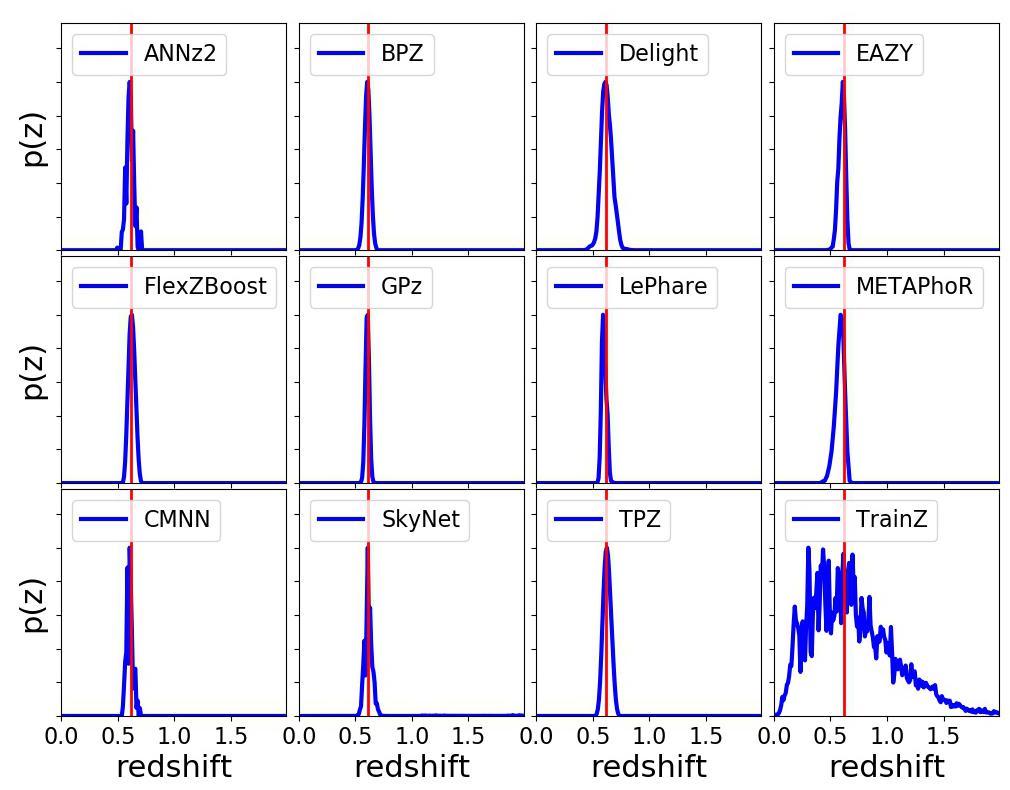 ANNz2 BPZ Delight EAZY
p(z)
FlexZBoost GPz LePhare METAPhoR
p(z)
CMNN SkyNet TPZ TrainZ
p(z)
0.0 0.5 1.0 1.5 0.0 0.5 1.0 1.5 0.0 0.5 1.0 1.5 0.0 0.5 1.0 1.5
redshift redshift redshift redshift